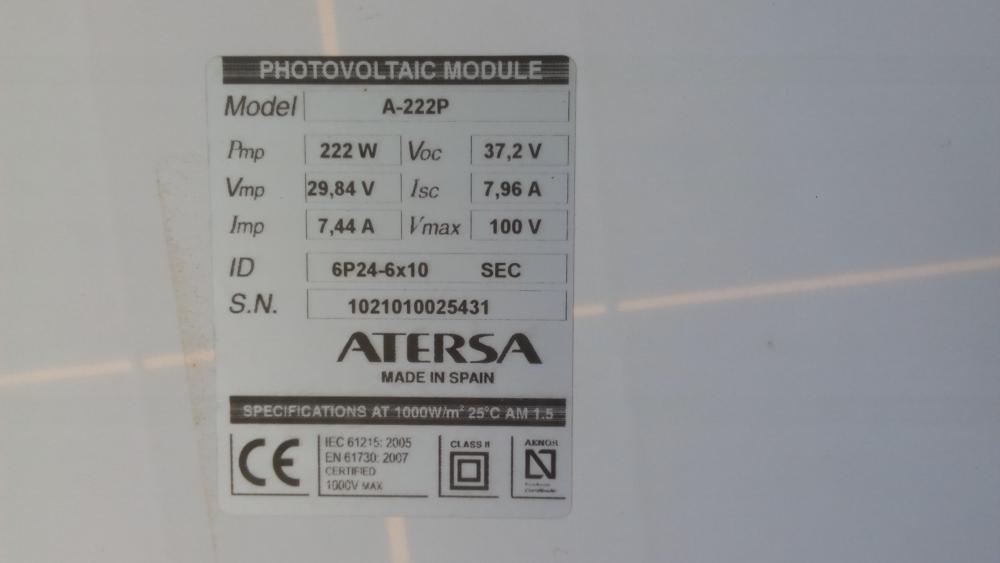 PHOTOVOLTAIC MODULE
Model A-222P
Pmp 222 W Voc 37,2 V
Vmp 29,84 V Isc 7,96 A
Imp 7,44 A Vmax 100 V
ID 6P24-6x10 SEC
S.N. 1021010025431
ATERSA
MADE IN SPAIN
SPECIFICATIONS AT 1000W/m² 25°C AM 1.5
CE
IEC 61215: 2005
EN 61730: 2007
CERTIFIED
1000V MAX
CLASS II
AENOR
N